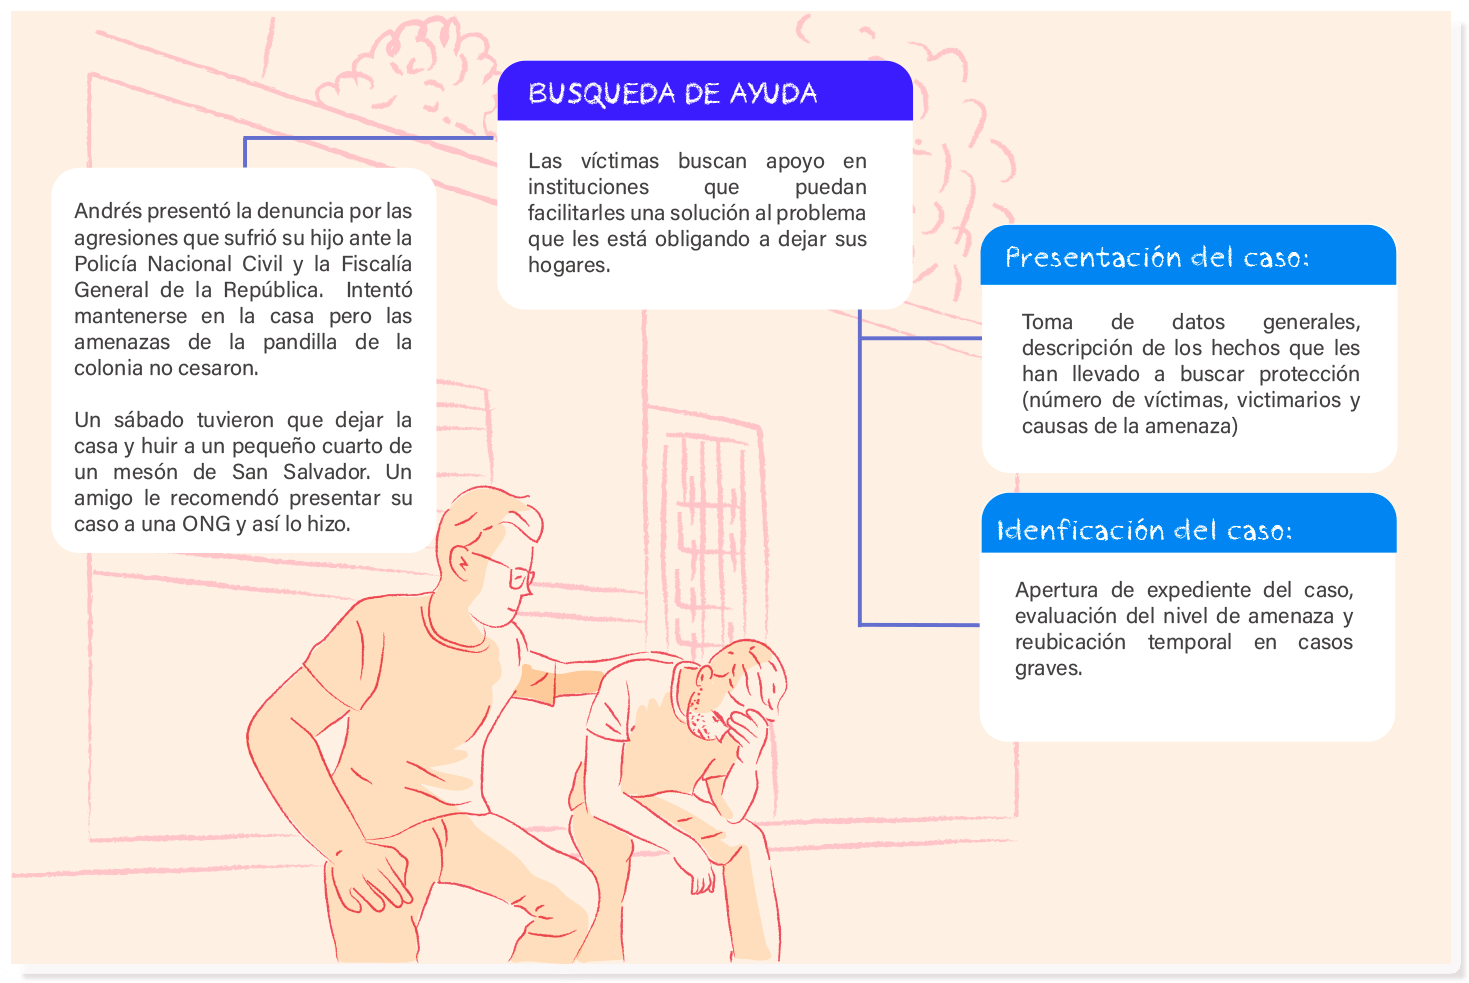 BUSQUEDA DE AYUDA
Las víctimas buscan apoyo en
instituciones que puedan
facilitarles una solución al problema
que les está obligando a dejar sus
hogares.
Andrés presentó la denuncia por las
agresiones que sufrió su hijo ante la
Policía Nacional Civil y la Fiscalía
General de la República. Intentó
mantenerse en la casa pero las
amenazas de la pandilla de la
colonia no cesaron.
Un sábado tuvieron que dejar la
casa y huir a un pequeño cuarto de
un mesón de San Salvador. Un
amigo le recomendó presentar su
caso a una ONG y así lo hizo.
Presentación del caso:
Toma de datos generales,
descripción de los hechos que les
han llevado a buscar protección
(número de víctimas, victimarios y
causas de la amenaza)
Idenficación del caso:
Apertura de expediente del caso,
evaluación del nivel de amenaza y
reubicación temporal en casos
graves.